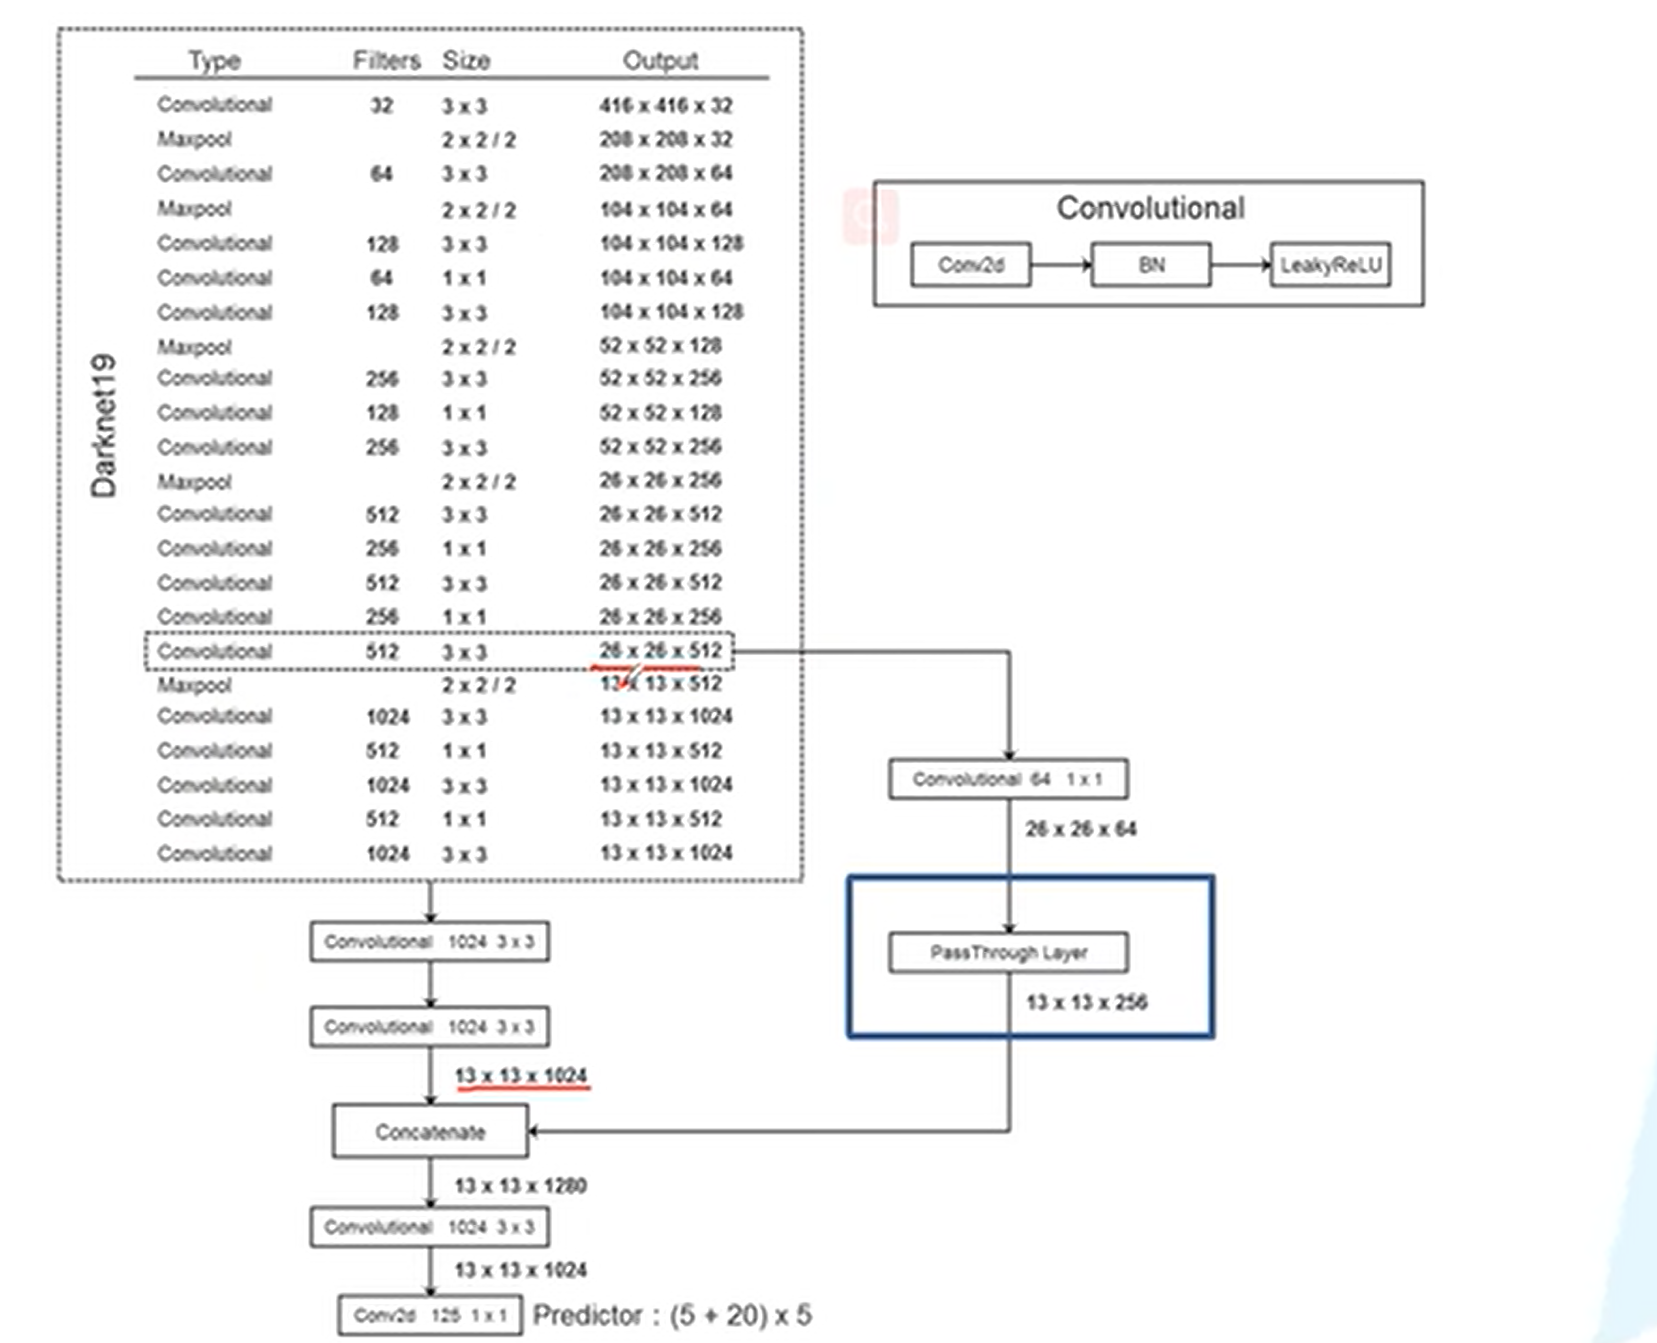 Type Filters Size Output
Convolutional 32 3 x 3 416 x 416 x 32
Maxpool 2 x 2 / 2 208 x 208 x 32
Convolutional 64 3 x 3 208 x 208 x 64
Maxpool 2 x 2 / 2 104 x 104 x 64
Convolutional 128 3 x 3 104 x 104 x 128
Convolutional 64 1 x 1 104 x 104 x 64
Convolutional 128 3 x 3 104 x 104 x 128
Maxpool 2 x 2 / 2 52 x 52 x 128
Convolutional 256 3 x 3 52 x 52 x 256
Convolutional 128 1 x 1 52 x 52 x 128
Convolutional 256 3 x 3 52 x 52 x 256
Maxpool 2 x 2 / 2 26 x 26 x 256
Convolutional 512 3 x 3 26 x 26 x 512
Convolutional 256 1 x 1 26 x 26 x 256
Convolutional 512 3 x 3 26 x 26 x 512
Convolutional 256 1 x 1 26 x 26 x 256
Convolutional 512 3 x 3 26 x 26 x 512
Maxpool 2 x 2 / 2 13 x 13 x 512
Convolutional 1024 3 x 3 13 x 13 x 1024
Convolutional 512 1 x 1 13 x 13 x 512
Convolutional 1024 3 x 3 13 x 13 x 1024
Convolutional 512 1 x 1 13 x 13 x 512
Convolutional 1024 3 x 3 13 x 13 x 1024
Darknet19
Convolutional
Conv2d BN LeakyReLU
Convolutional 64 1 x 1
26 x 26 x 64
PassThrough Layer
13 x 13 x 256
Convolutional 1024 3 x 3
Convolutional 1024 3 x 3
13 x 13 x 1024
Concatenate
13 x 13 x 1280
Convolutional 1024 3 x 3
13 x 13 x 1024
Conv2d 125 1 x 1 Predictor : (5 + 20) x 5